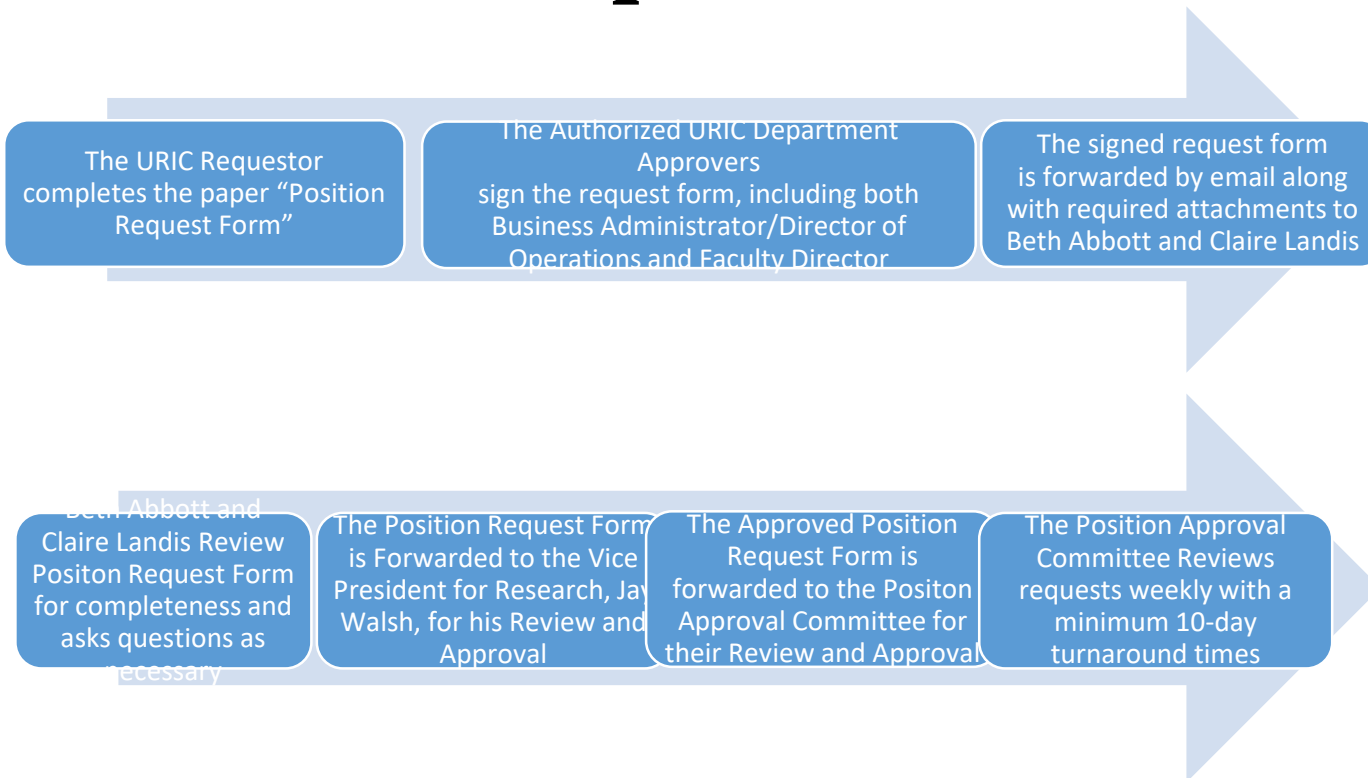 The URIC Requestor
completes the paper “Position
Request Form”
The Authorized URIC Department
Approvers
sign the request form, including both
Business Administrator/Director of
Operations and Faculty Director
The signed request form
is forwarded by email along
with required attachments to
Beth Abbott and Claire Landis
Beth Abbott and
Claire Landis Review
Positon Request Form
for completeness and
asks questions as
necessary
The Position Request Form
is Forwarded to the Vice
President for Research, Jay
Walsh, for his Review and
Approval
The Approved Position
Request Form is
forwarded to the Positon
Approval Committee for
their Review and Approval
The Position Approval
Committee Reviews
requests weekly with a
minimum 10-day
turnaround times